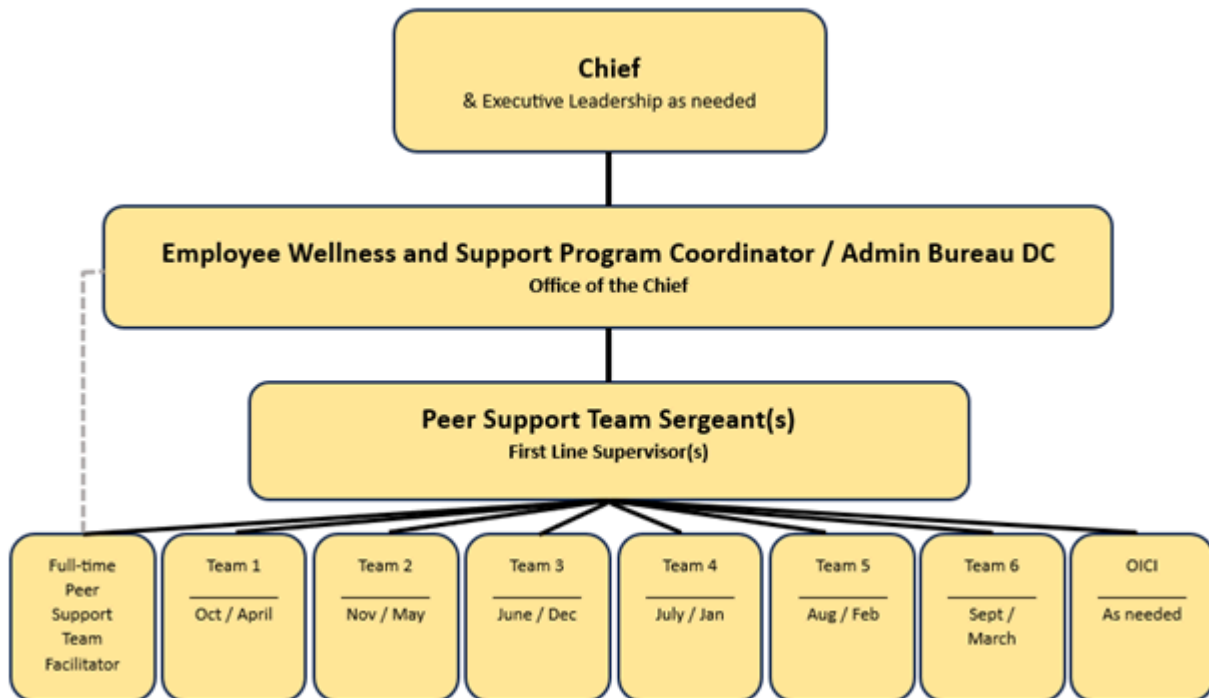 Chief
& Executive Leadership as needed
Employee Wellness and Support Program Coordinator / Admin Bureau DC
Office of the Chief
Peer Support Team Sergeant(s)
First Line Supervisor(s)
Full-time
Peer
Support
Team
Facilitator
Team 1
Oct / April
Team 2
Nov / May
Team 3
June / Dec
Team 4
July / Jan
Team 5
Aug / Feb
Team 6
Sept /
March
OICI
As needed